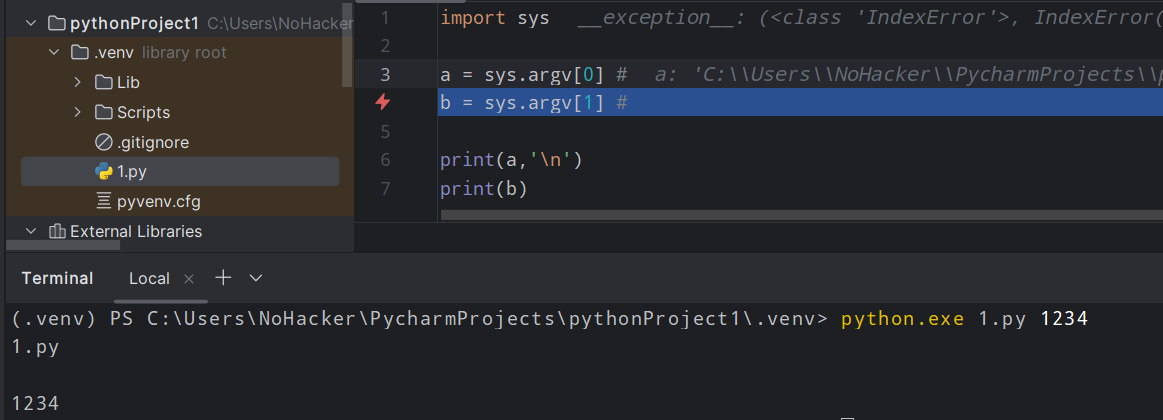 pythonProject1 C:\Users\NoHacker
.venv library root
Lib
Scripts
.gitignore
1.py
pyvenv.cfg
External Libraries
1 import sys __exception__: (<class 'IndexError'>, IndexError(
2
3 a = sys.argv[0] # a: 'C:\\Users\\NoHacker\\PycharmProjects\\p
b = sys.argv[1] #
5
6 print(a,'\n')
7 print(b)
Terminal Local × +
(.venv) PS C:\Users\NoHacker\PycharmProjects\pythonProject1\.venv> python.exe 1.py 1234
1.py
1234